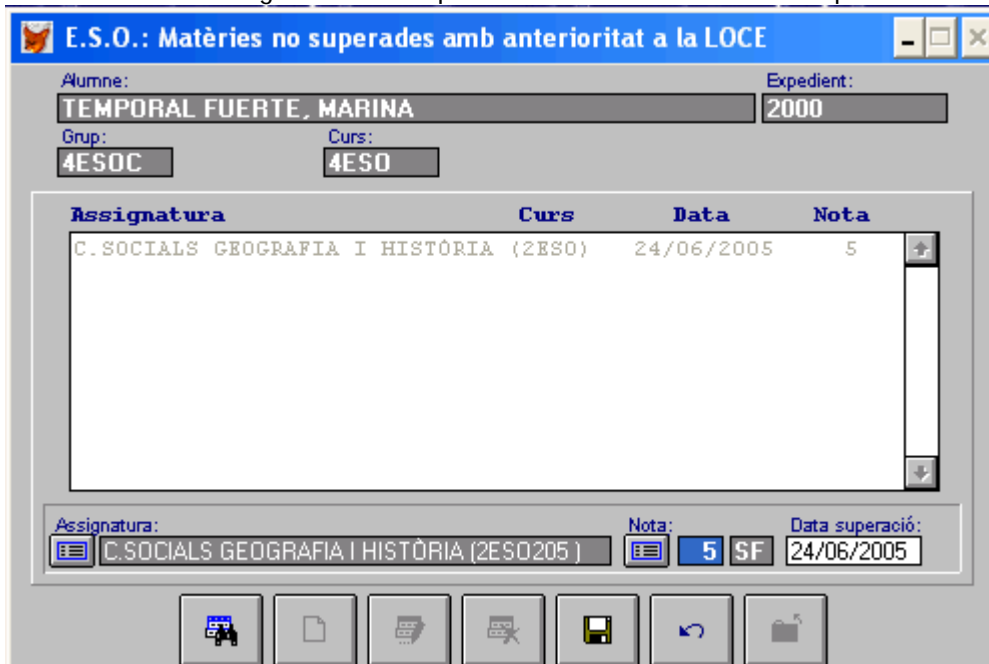 E.S.O.: Matèries no superades amb anterioritat a la LOCE
Alumne: Expedient:
TEMPORAL FUERTE, MARINA 2000
Grup: Curs:
4ESOC 4ESO
Assignatura Curs Data Nota
C.SOCIALS GEOGRAFIA I HISTÒRIA (2ESO) 24/06/2005 5
Assignatura: Nota: Data superació:
C.SOCIALS GEOGRAFIA I HISTÒRIA (2ESO205 ) 5 SF 24/06/2005